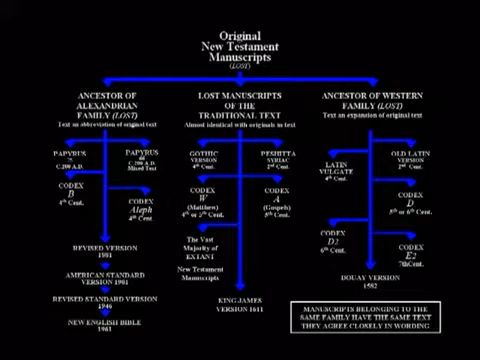 Original
New Testament
Manuscripts
(LOST)
ANCESTOR OF
ALEXANDRIAN
FAMILY (LOST)
Text an abbreviation of original text
LOST MANUSCRIPTS
OF THE
TRADITIONAL TEXT
Almost identical with originals in text
ANCESTOR OF WESTERN
FAMILY (LOST)
Text an expansion of original text
PAPYRUS
75
C.200 A.D.
PAPYRUS
66
C.200 A.D.
Mixed Text
CODEX
B
4th Cent.
CODEX
Aleph
4th Cent.
REVISED VERSION
1881
AMERICAN STANDARD
VERSION 1901
REVISED STANDARD VERSION
1946
NEW ENGLISH BIBLE
1961
GOTHIC
VERSION
4th Cent.
PESHITTA
SYRIAC
2nd Cent.
CODEX
W
(Matthew)
4th or 5th Cent.
CODEX
A
(Gospels)
5th Cent.
The Vast
Majority of
EXTANT
New Testament
Manuscripts
KING JAMES
VERSION 1611
LATIN
VULGATE
4th Cent.
OLD LATIN
VERSION
2nd Cent.
CODEX
D
5th or 6th Cent.
CODEX
D2
6th Cent.
CODEX
E2
7thCent.
DOUAY VERSION
1582
MANUSCRIPTS BELONGING TO THE
SAME FAMILY HAVE THE SAME TEXT
THEY AGREE CLOSELY IN WORDING